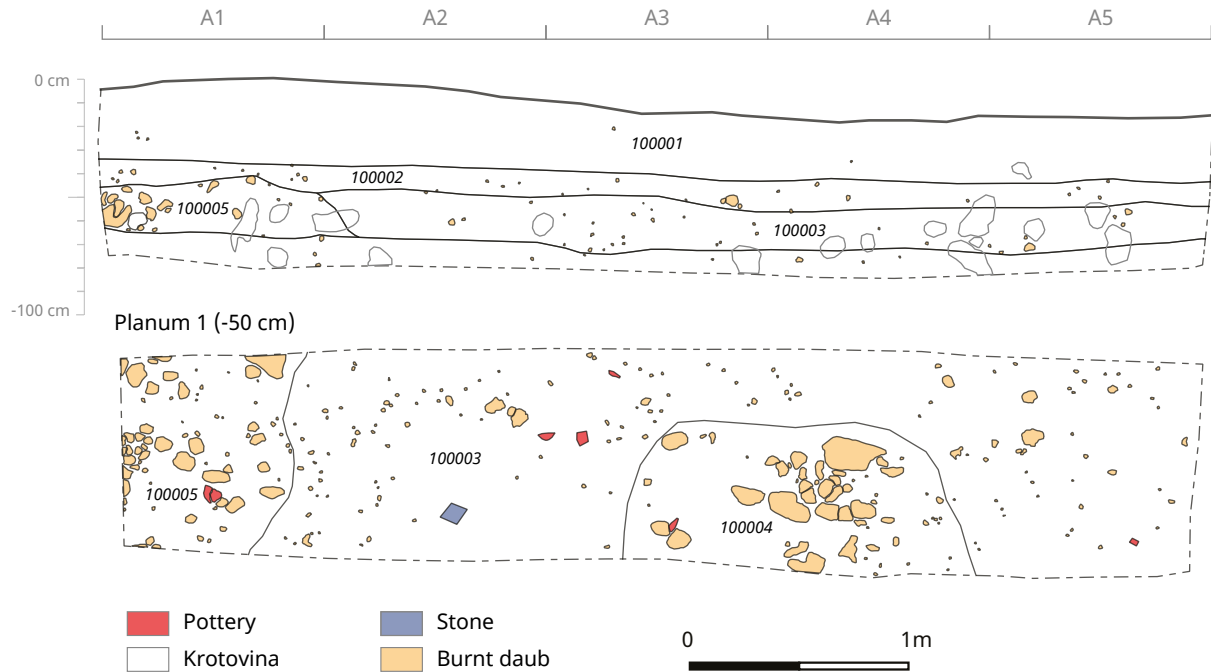 A1 A2 A3 A4 A5
0 cm
100001
100002
100005
100003
-100 cm
Planum 1 (-50 cm)
100003
100005
100004
Pottery Stone
Krotovina Burnt daub
0 1m